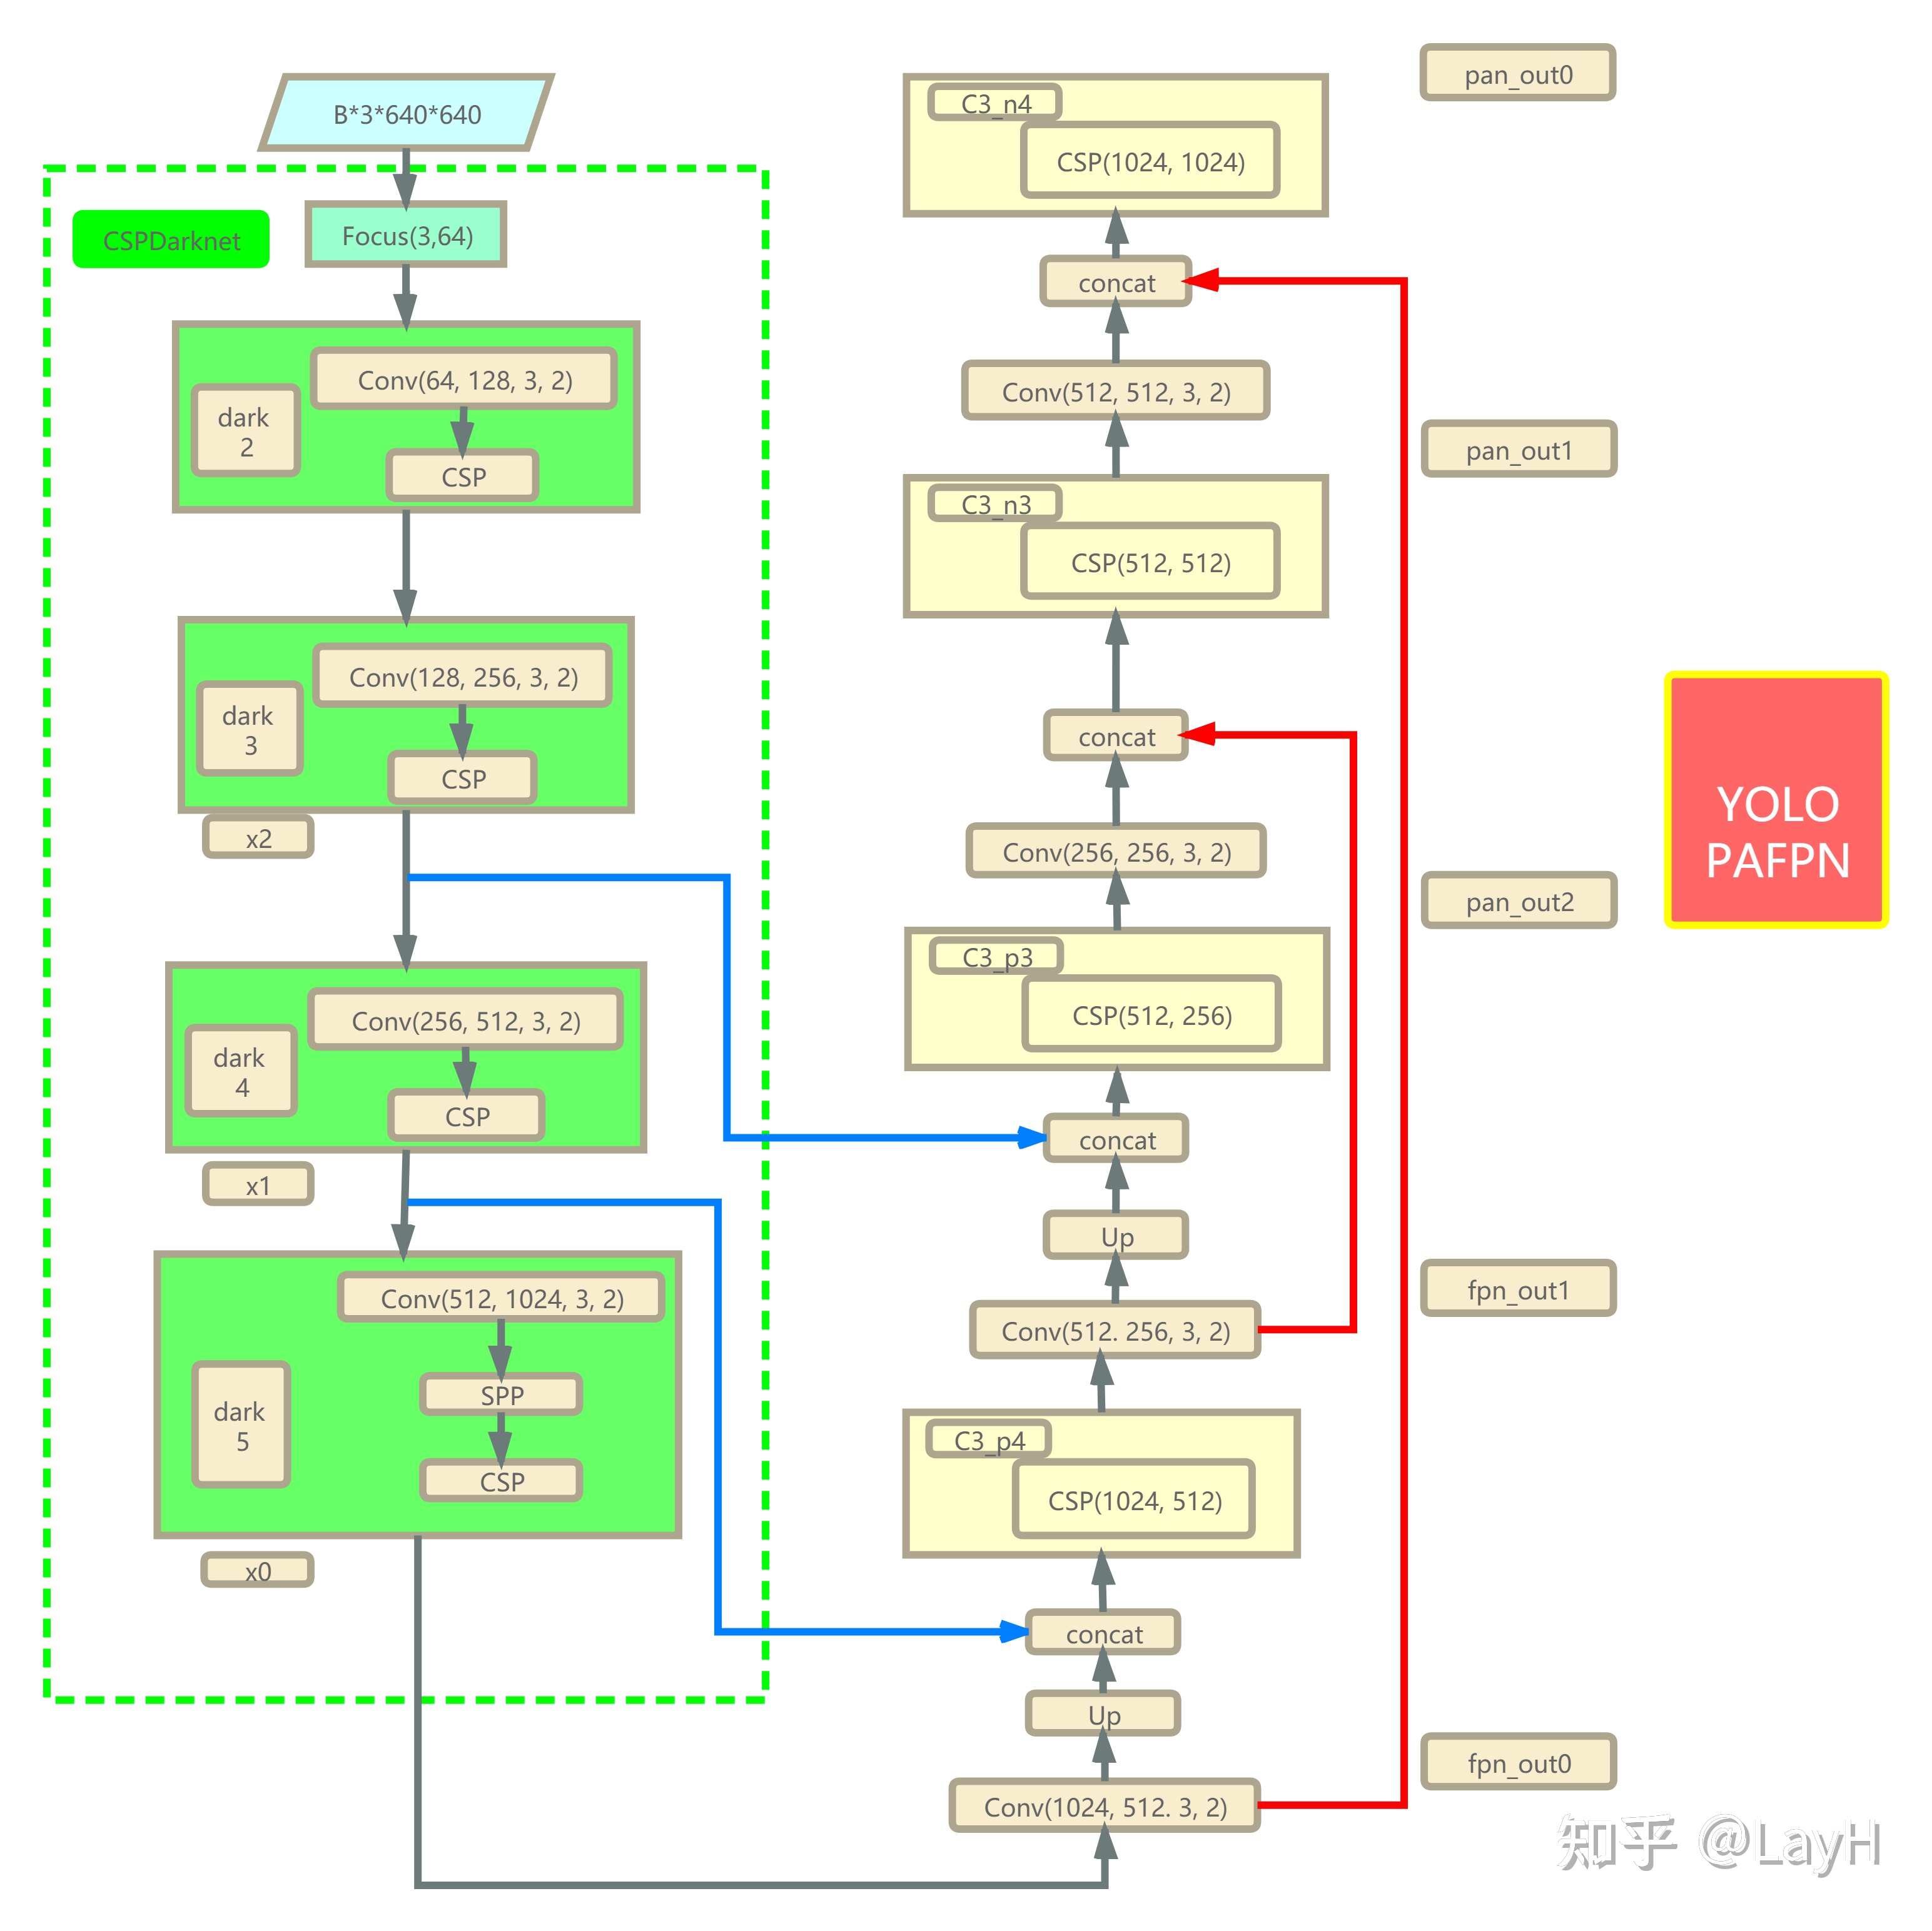 B*3*640*640
CSPDarknet
Focus(3,64)
Conv(64, 128, 3, 2)
dark
2
CSP
Conv(128, 256, 3, 2)
dark
3
CSP
x2
Conv(256, 512, 3, 2)
dark
4
CSP
x1
Conv(512, 1024, 3, 2)
SPP
dark
5
CSP
x0
C3_n4
CSP(1024, 1024)
concat
Conv(512, 512, 3, 2)
C3_n3
CSP(512, 512)
concat
Conv(256, 256, 3, 2)
C3_p3
CSP(512, 256)
concat
Up
Conv(512. 256, 3, 2)
C3_p4
CSP(1024, 512)
concat
Up
Conv(1024, 512. 3, 2)
pan_out0
pan_out1
pan_out2
fpn_out1
fpn_out0
YOLO
PAFPN
知乎 @LayH